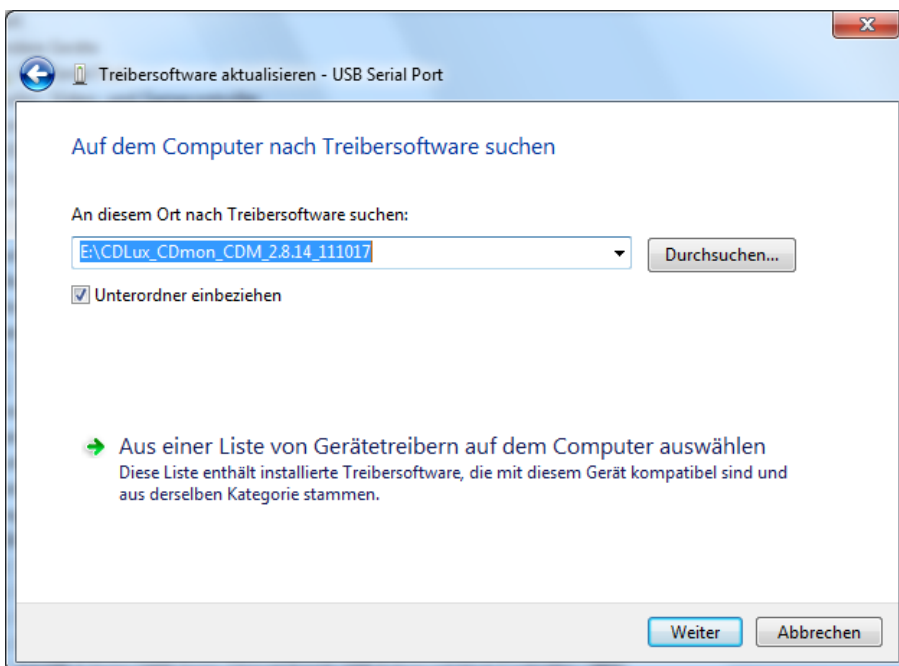 Treibersoftware aktualisieren - USB Serial Port
Auf dem Computer nach Treibersoftware suchen
An diesem Ort nach Treibersoftware suchen:
E:\CDLux_CDmon_CDM_2.8.14_111017
Durchsuchen...
Unterordner einbeziehen
Aus einer Liste von Gerätetreibern auf dem Computer auswählen
Diese Liste enthält installierte Treibersoftware, die mit diesem Gerät kompatibel sind und
aus derselben Kategorie stammen.
Weiter
Abbrechen